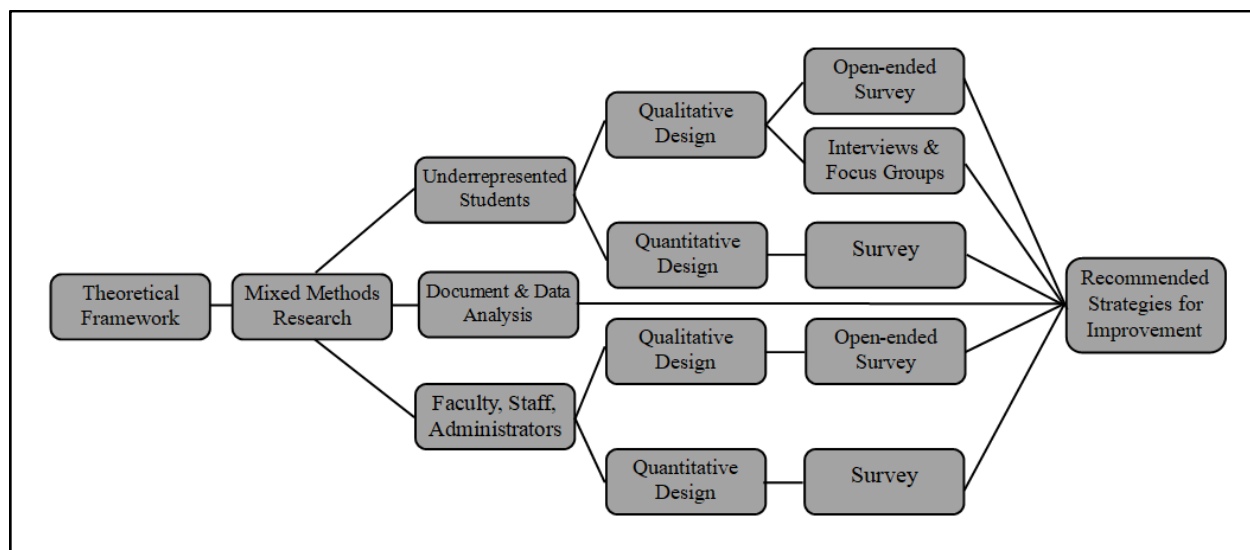 Theoretical
Framework
Mixed Methods
Research
Underrepresented
Students
Document & Data
Analysis
Faculty, Staff,
Administrators
Qualitative
Design
Quantitative
Design
Qualitative
Design
Quantitative
Design
Open-ended
Survey
Interviews &
Focus Groups
Survey
Open-ended
Survey
Survey
Recommended
Strategies for
Improvement